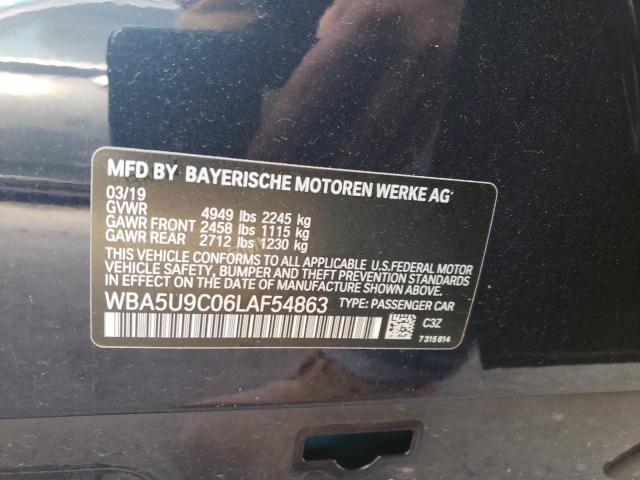 MFD BY BAYERISCHE MOTOREN WERKE AG
03/19
GVWR 4949 lbs 2245 kg
GAWR FRONT 2458 lbs 1115 kg
GAWR REAR 2712 lbs 1230 kg
THIS VEHICLE CONFORMS TO ALL APPLICABLE U.S.FEDERAL MOTOR
VEHICLE SAFETY, BUMPER AND THEFT PREVENTION STANDARDS
IN EFFECT ON THE DATE OF MANUFACTURE SHOWN ABOVE.
WBA5U9C06LAF54863 TYPE: PASSENGER CAR
C3Z
7315814